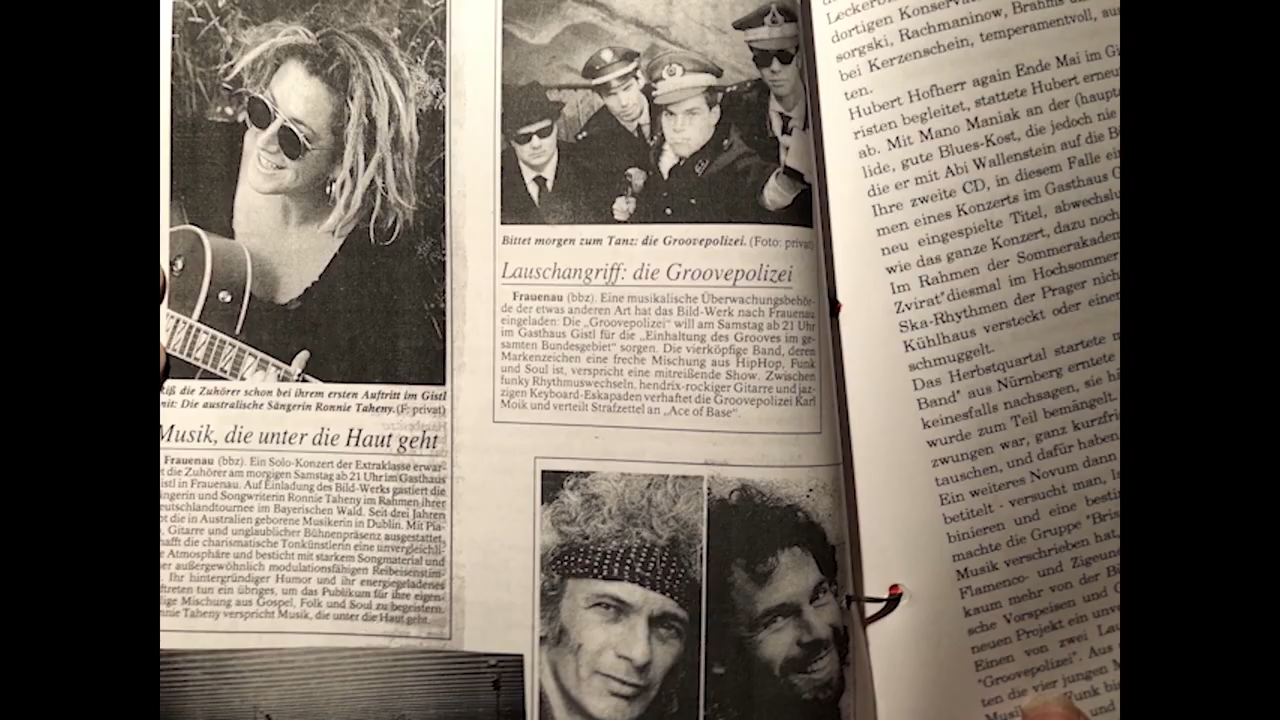 riß die Zuhörer schon bei ihrem ersten Auftritt im Gistl
mit: Die australische Sängerin Ronnie Taheny. (F: privat)
Musik, die unter die Haut geht
Frauenau (bbz). Ein Solo-Konzert der Extraklasse erwar-
die Zuhörer am morgigen Samstag ab 21 Uhr im Gasthaus
istl in Frauenau. Auf Einladung des Bild-Werks gastiert die
ängerin und Songwriterin Ronnie Taheny im Rahmen ihrer
eutschlandtournee im Bayerischen Wald. Seit drei Jahren
die in Australien geborene Musikerin in Dublin. Mit Pia-
, Gitarre und unglaublicher Bühnenpräsenz ausgestattet,
hafft die charismatische Tonkünstlerin eine unvergleichli-
e Atmosphäre und besticht mit starkem Songmaterial und
er außergewöhnlich modulationsfähigen Reibeisenstim-
. Ihr hintergründiger Humor und ihr energiegeladenes
ftreten tun ein übriges, um das Publikum für ihre eigen-
lige Mischung aus Gospel, Folk und Soul zu begeistern.
nnie Taheny verspricht Musik, die unter die Haut geht.
Bittet morgen zum Tanz: die Groovepolizei. (Foto: privat)
Lauschangriff: die Groovepolizei
Frauenau (bbz). Eine musikalische Überwachungsbehör-
de der etwas anderen Art hat das Bild-Werk nach Frauenau
eingeladen: Die „Groovepolizei" will am Samstag ab 21 Uhr
im Gasthaus Gistl für die „Einhaltung des Grooves im ge-
samten Bundesgebiet" sorgen. Die vierköpfige Band, deren
Markenzeichen eine freche Mischung aus HipHop, Funk
und Soul ist, verspricht eine mitreißende Show. Zwischen
funky Rhythmuswechseln, hendrix-rockiger Gitarre und jaz-
zigen Keyboard-Eskapaden verhaftet die Groovepolizei Karl
Moik und verteilt Strafzettel an „Ace of Base".
dortigen Konserva
sorgski, Rachmaninow, Brahms
bei Kerzenschein, temperamentvoll, au
ten.
Hubert Hofherr again Ende Mai im Gi
risten begleitet, stattete Hubert erneu
ab. Mit Mano Maniak an der (haupt
lide, gute Blues-Kost, die jedoch nie
die er mit Abi Wallenstein auf die B
Ihre zweite CD, in diesem Falle ei
men eines Konzerts im Gasthaus G
neu eingespielte Titel, abwechslu
wie das ganze Konzert, dazu noch
Im Rahmen der Sommerakadem
Zvirat" diesmal im Hochsommer
Ska-Rhythmen der Prager nich
Kühlhaus versteckt oder einer
schmuggelt.
Das Herbstquartal startete
Band" aus Nürnberg erntete
keinesfalls nachsagen, sie hä
wurde zum Teil bemängelt.
zwungen war, ganz kurzfri
tauschen, und dafür haben
Ein weiteres Novum dann
betitelt - versucht man, l
binieren und eine besti
machte die Gruppe "Bris
Musik verschrieben hat,
Flamenco- und Zigeun
kaum mehr von der B
sche Vorspeisen und
neuen Projekt ein unv
Einen von zwei Lau
"Groovepolizei". Aus
ten die vier jungen M
Funk bi
und